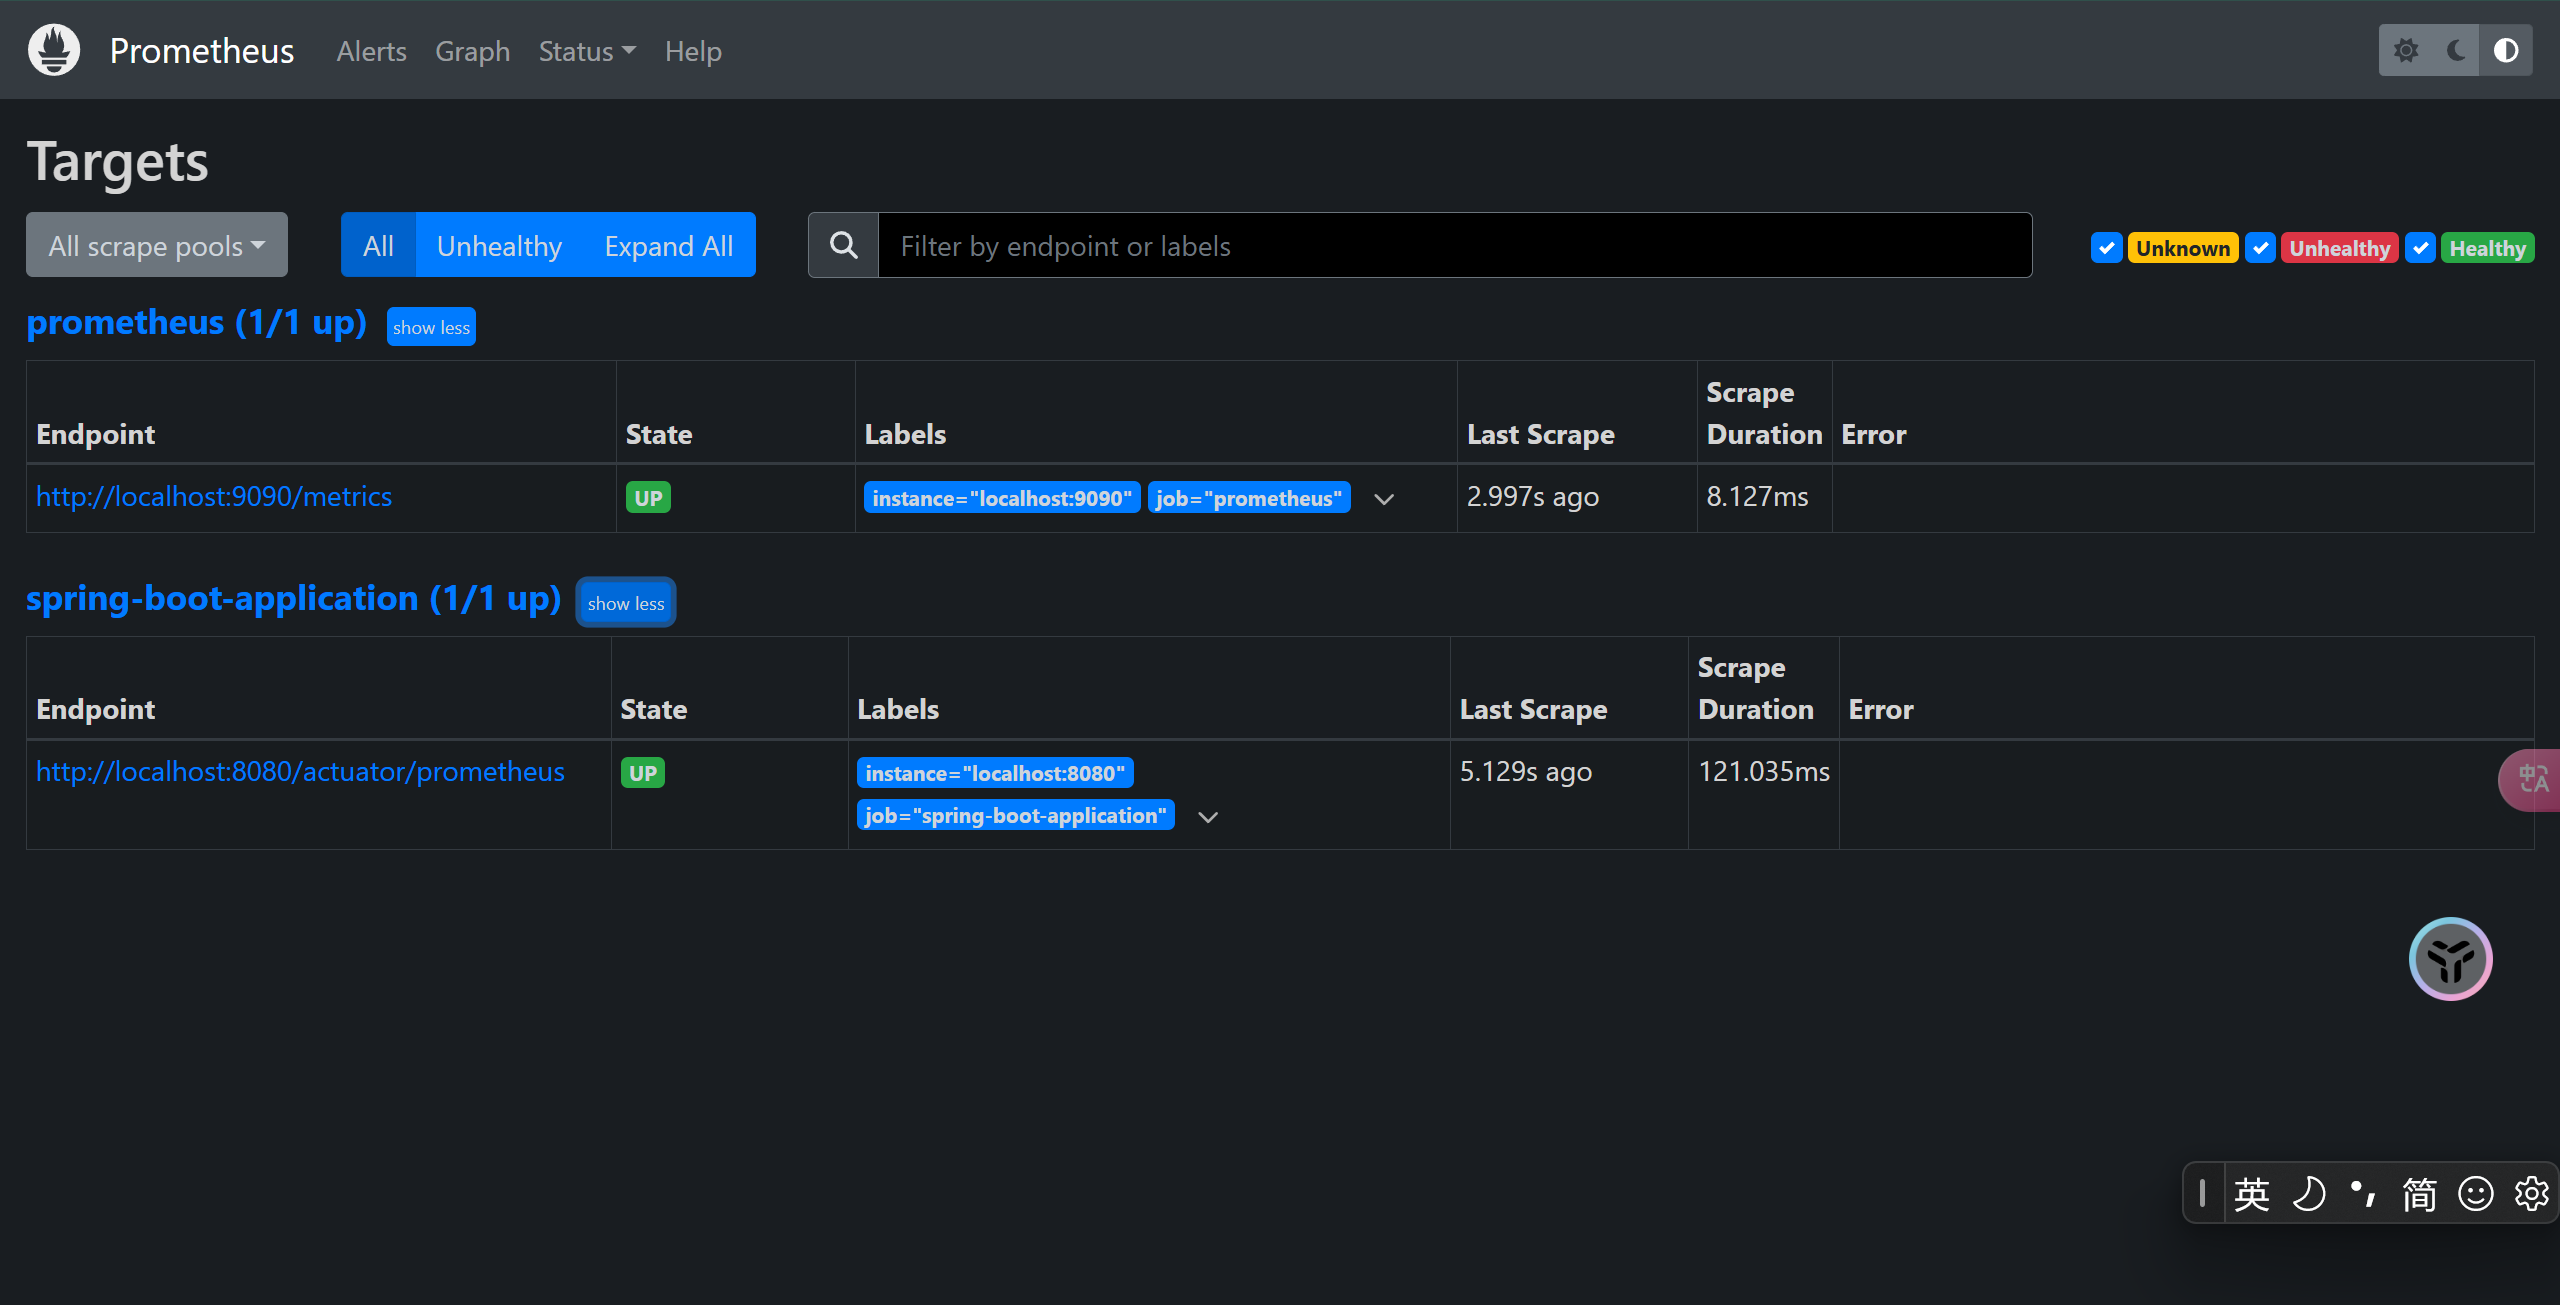 Prometheus Alerts Graph Status Help
Targets
All scrape pools All Unhealthy Expand All Filter by endpoint or labels Unknown Unhealthy Healthy
prometheus (1/1 up) show less
Endpoint State Labels Last Scrape Scrape Duration Error
http://localhost:9090/metrics UP instance="localhost:9090" job="prometheus" 2.997s ago 8.127ms
spring-boot-application (1/1 up) show less
Endpoint State Labels Last Scrape Scrape Duration Error
http://localhost:8080/actuator/prometheus UP instance="localhost:8080" 5.129s ago 121.035ms
job="spring-boot-application"
中A
英 简